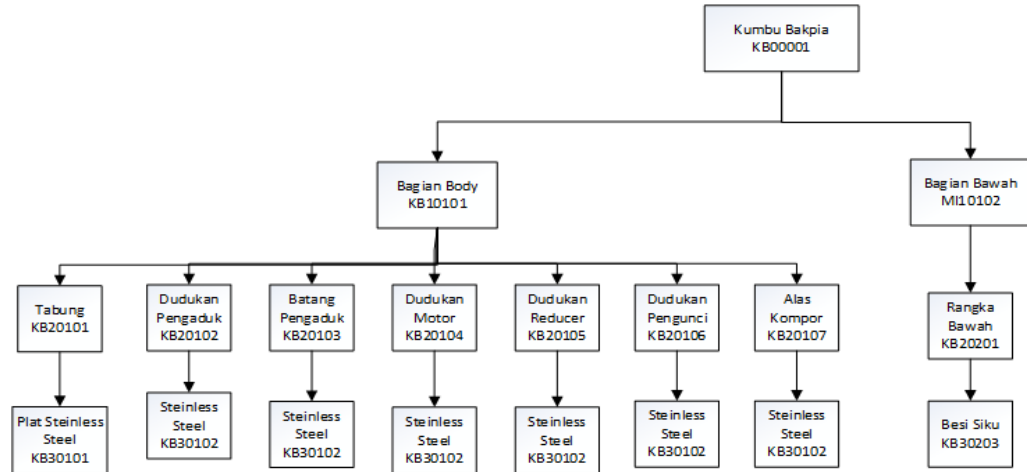 Kumbu Bakpia
KB00001
Bagian Body
KB10101
Bagian Bawah
MI10102
Tabung
KB20101
Dudukan
Pengaduk
KB20102
Batang
Pengaduk
KB20103
Dudukan
Motor
KB20104
Dudukan
Reducer
KB20105
Dudukan
Pengunci
KB20106
Alas
Kompor
KB20107
Rangka
Bawah
KB20201
Plat Steinless
Steel
KB30101
Steinless
Steel
KB30102
Steinless
Steel
KB30102
Steinless
Steel
KB30102
Steinless
Steel
KB30102
Steinless
Steel
KB30102
Steinless
Steel
KB30102
Besi Siku
KB30203